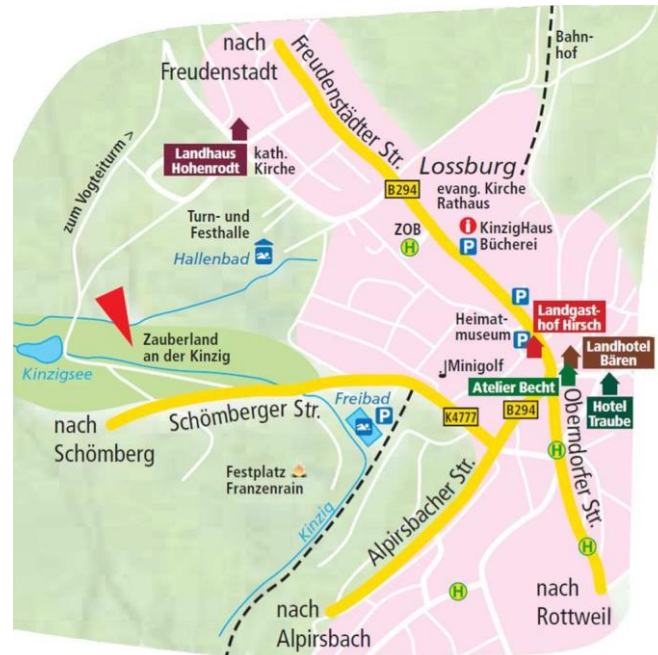 nach
Freudenstadt
Freudenstädter Str.
Bahn-
hof
Landhaus
Hohenrodt
kath.
Kirche
Lossburg
evang. Kirche
Rathaus
B294
zum Vogteiturm >
Turn- und
Festhalle
Hallenbad
ZOB
H
i
KinzigHaus
P
Bücherei
P
Landgast-
hof Hirsch
Heimat-
museum
P
Zauberland
an der Kinzig
Kinzigsee
Minigolf
Landhotel
Bären
Atelier Becht
Hotel
Traube
Freibad
P
Schömberger Str.
K4777
B294
nach
Schömberg
Oberndorfer Str.
H
Festplatz
Franzenrain
Kinzig
Alpirsbacher Str.
H
H
nach
Rottweil
nach
Alpirsbach